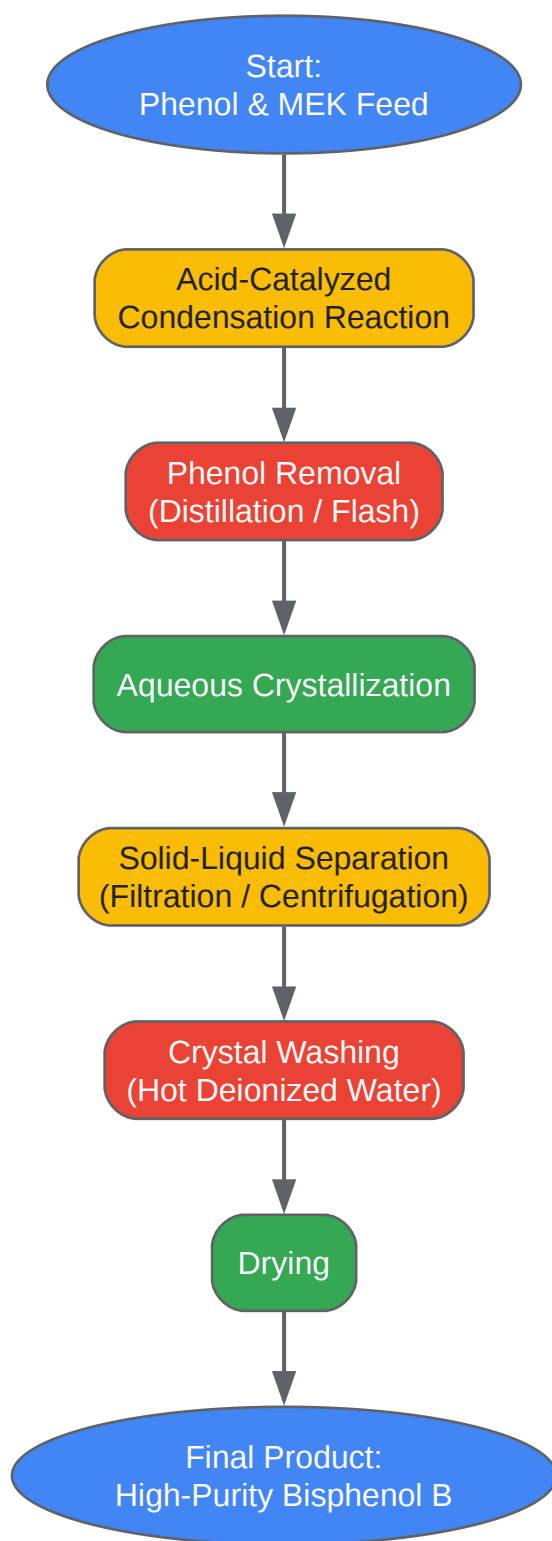 Start:
Phenol & MEK Feed
Acid-Catalyzed
Condensation Reaction
Phenol Removal
(Distillation / Flash)
Aqueous Crystallization
Solid-Liquid Separation
(Filtration / Centrifugation)
Crystal Washing
(Hot Deionized Water)
Drying
Final Product:
High-Purity Bisphenol B